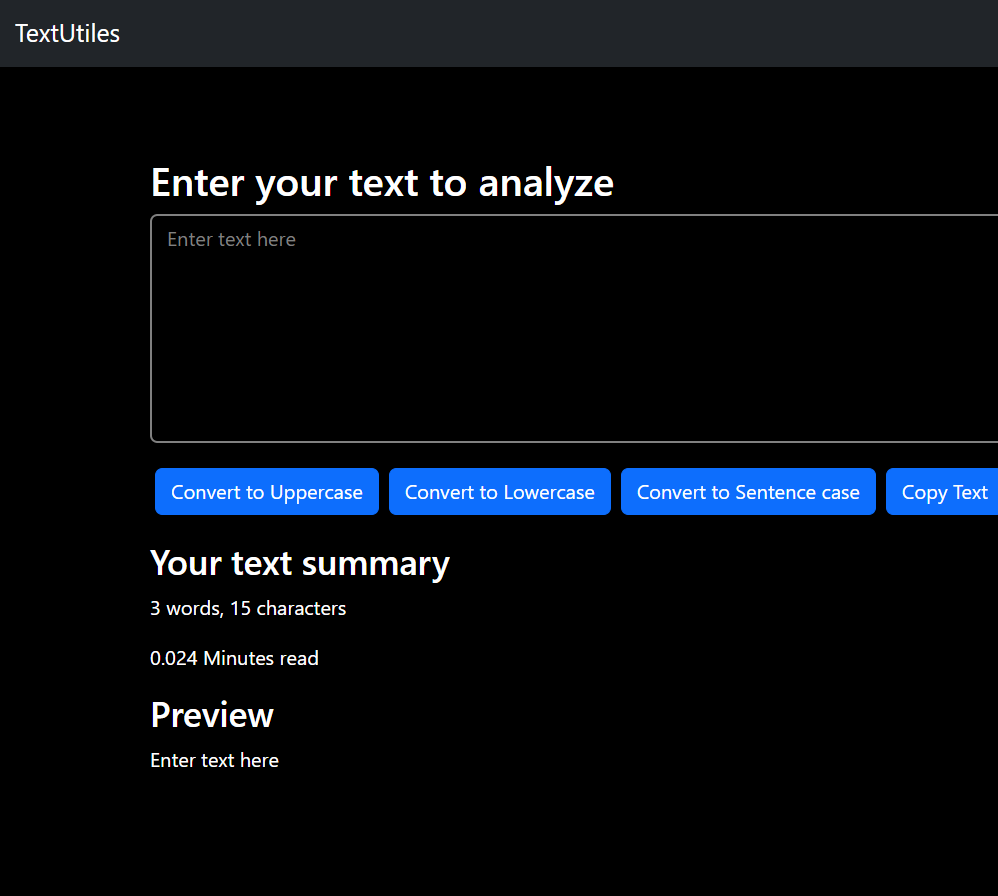 TextUtiles
Enter your text to analyze
Enter text here
Convert to Uppercase Convert to Lowercase Convert to Sentence case Copy Text
Your text summary
3 words, 15 characters
0.024 Minutes read
Preview
Enter text here